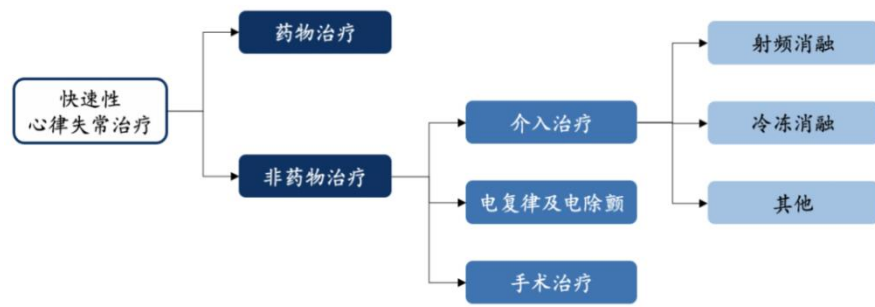 药物治疗
射频消融
快速性
心律失常治疗
介入治疗
冷冻消融
非药物治疗
电复律及电除颤
其他
手术治疗